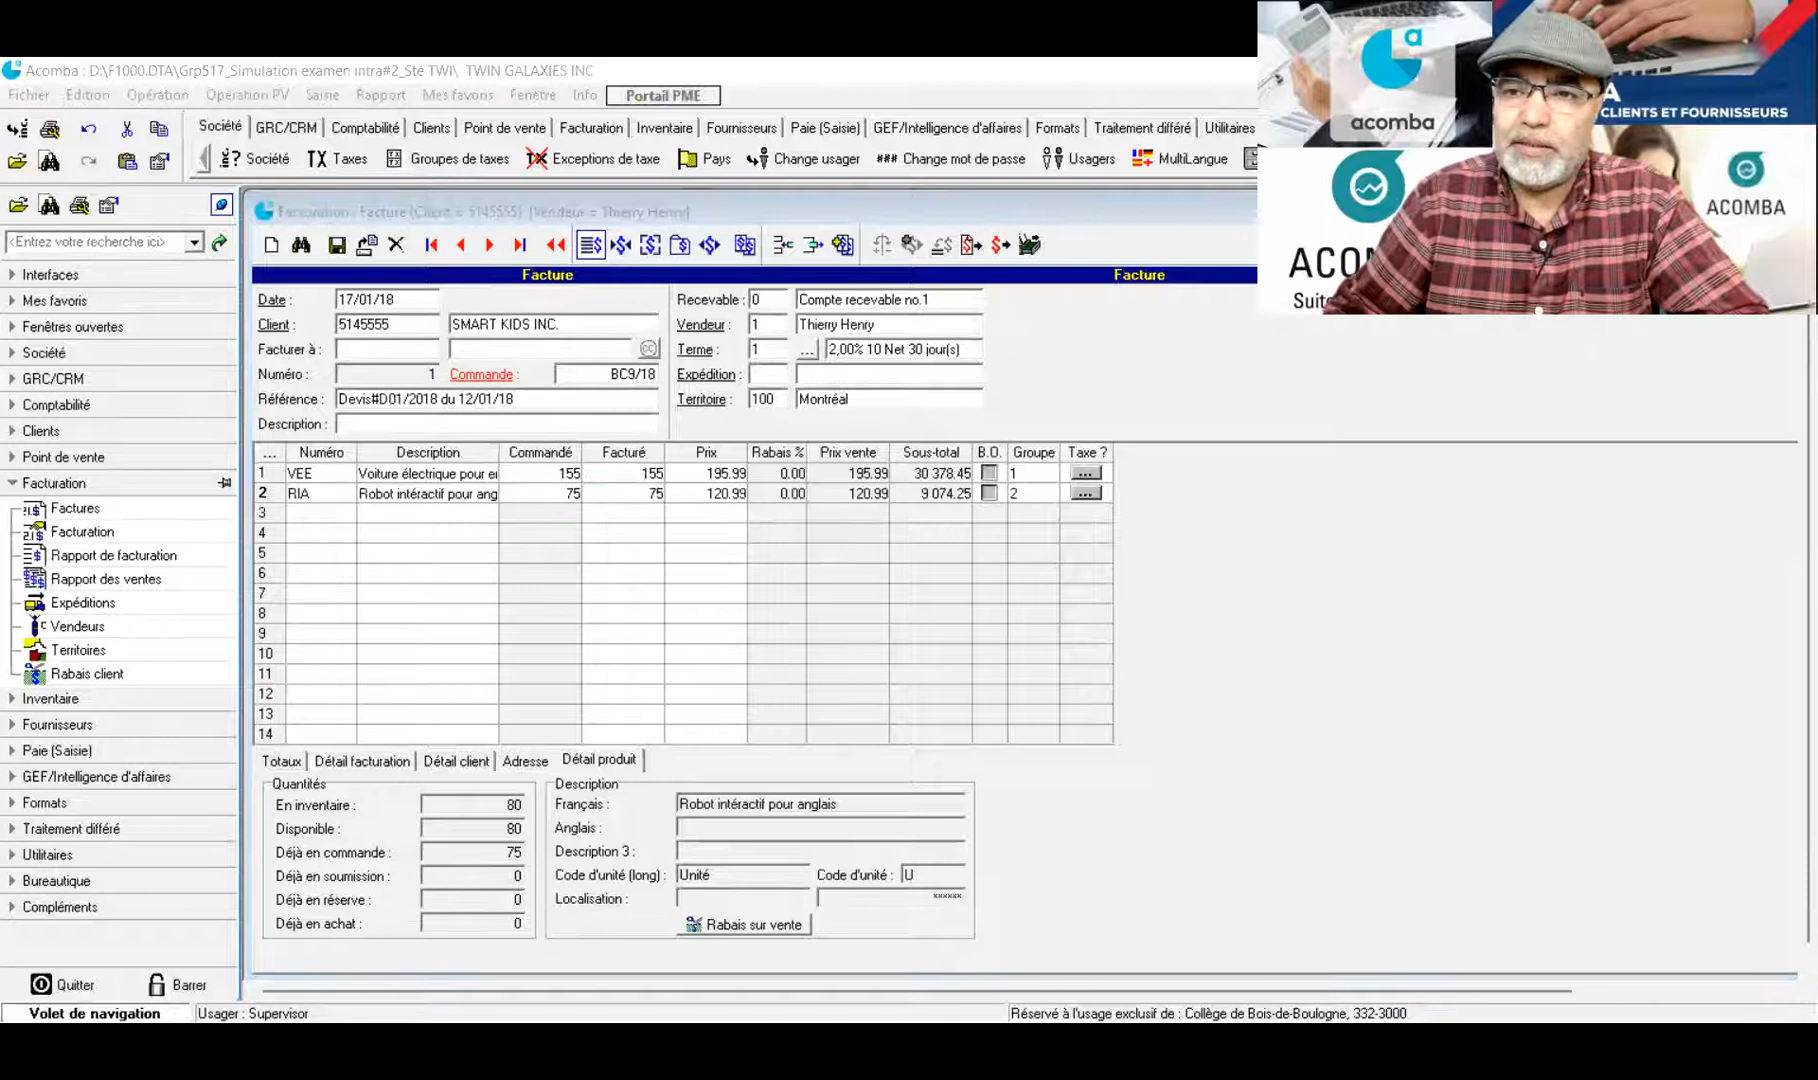 Acomba : D:\F1000.DTA\Grp517_Simulation examen intra#2_Sté TWI\ TWIN GALAXIES INC
Fichier Edition Opération Opération PV Saisie Rapport Mes favoris Fenêtre Info Portail PME
Société GRC/CRM Comptabilité Clients Point de vente Facturation Inventaire Fournisseurs Paie (Saisie) GEF/Intelligence d'affaires Formats Traitement différé Utilitaires
Société Taxes Groupes de taxes Exceptions de taxe Pays Change usager Change mot de passe Usagers MultiLangue
acomba
A
CLIENTS ET FOURNISSEURS
ACOMBA
ACO
Suite
<Entrez votre recherche ici>
Interfaces
Mes favoris
Fenêtres ouvertes
Société
GRC/CRM
Comptabilité
Clients
Point de vente
Facturation
Factures
Facturation
Rapport de facturation
Rapport des ventes
Expéditions
Vendeurs
Territoires
Rabais client
Inventaire
Fournisseurs
Paie (Saisie)
GEF/Intelligence d'affaires
Formats
Traitement différé
Utilitaires
Bureautique
Compléments
Quitter Barrer
Facturation : Facture (Client = 5145555) (Vendeur = Thierry Henry)
Facture Facture
Date : 17/01/18 Recevable : 0 Compte recevable no.1
Client : 5145555 SMART KIDS INC. Vendeur : 1 Thierry Henry
Facturer à : Terme : 1 ... 2,00% 10 Net 30 jour(s)
Numéro : 1 Commande : BC9/18 Expédition :
Référence : Devis#D01/2018 du 12/01/18 Territoire : 100 Montréal
Description :
... Numéro Description Commandé Facturé Prix Rabais % Prix vente Sous-total B.O. Groupe Taxe ?
1 VEE Voiture électrique pour er 155 155 195.99 0.00 195.99 30 378.45 1 ...
2 RIA Robot intéractif pour ang 75 75 120.99 0.00 120.99 9 074.25 2 ...
3
4
5
6
7
8
9
10
11
12
13
14
Totaux Détail facturation Détail client Adresse Détail produit
Quantités
En inventaire : 80
Disponible : 80
Déjà en commande : 75
Déjà en soumission : 0
Déjà en réserve : 0
Déjà en achat : 0
Description
Français : Robot intéractif pour anglais
Anglais :
Description 3 :
Code d'unité (long) : Unité Code d'unité : U
Localisation : ******
Rabais sur vente
Volet de navigation Usager : Supervisor Réservé à l'usage exclusif de : Collège de Bois-de-Boulogne, 332-3000